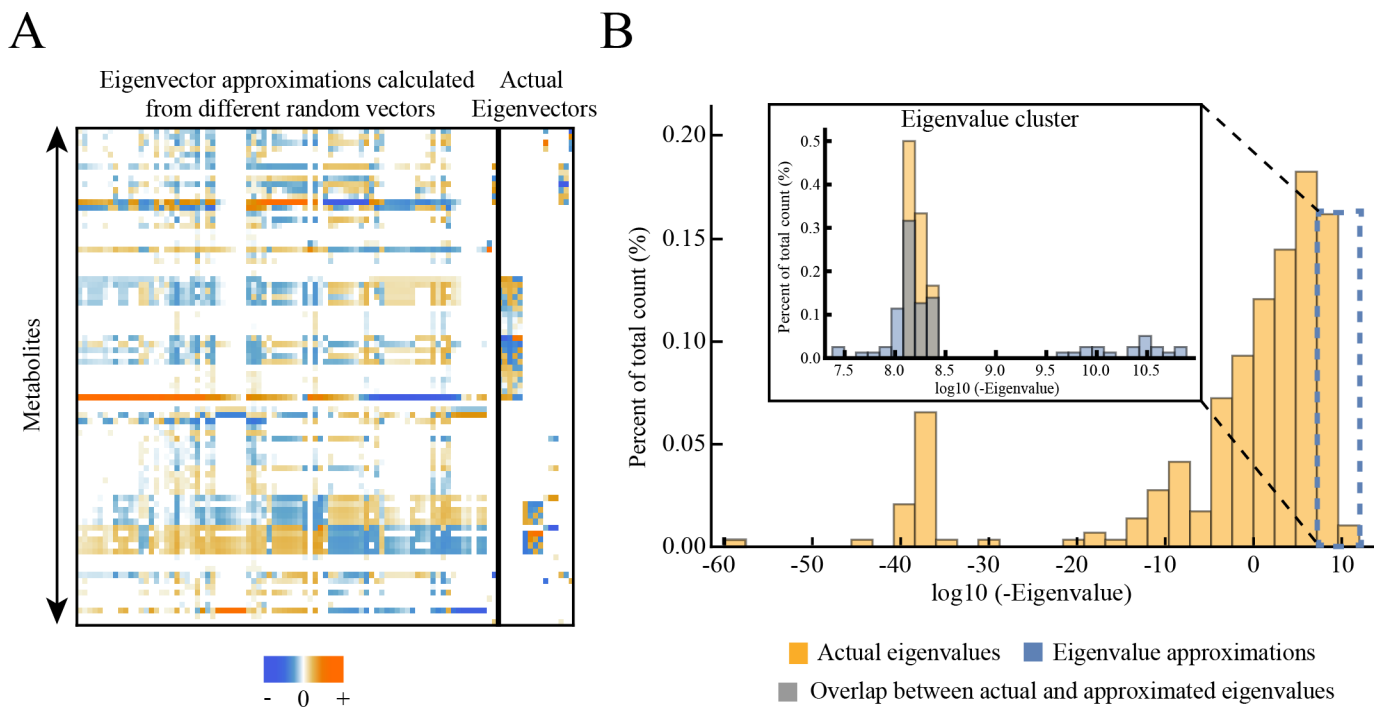 A
Eigenvector approximations calculated
from different random vectors
Actual
Eigenvectors
Metabolites
- 0 +
B
Percent of total count (%)
0.20
0.15
0.10
0.05
0.00
-60 -50 -40 -30 -20 -10 0 10
log10 (-Eigenvalue)
Eigenvalue cluster
Percent of total count (%)
0.5
0.4
0.3
0.2
0.1
0.0
7.5 8.0 8.5 9.0 9.5 10.0 10.5
log10 (-Eigenvalue)
Actual eigenvalues
Eigenvalue approximations
Overlap between actual and approximated eigenvalues